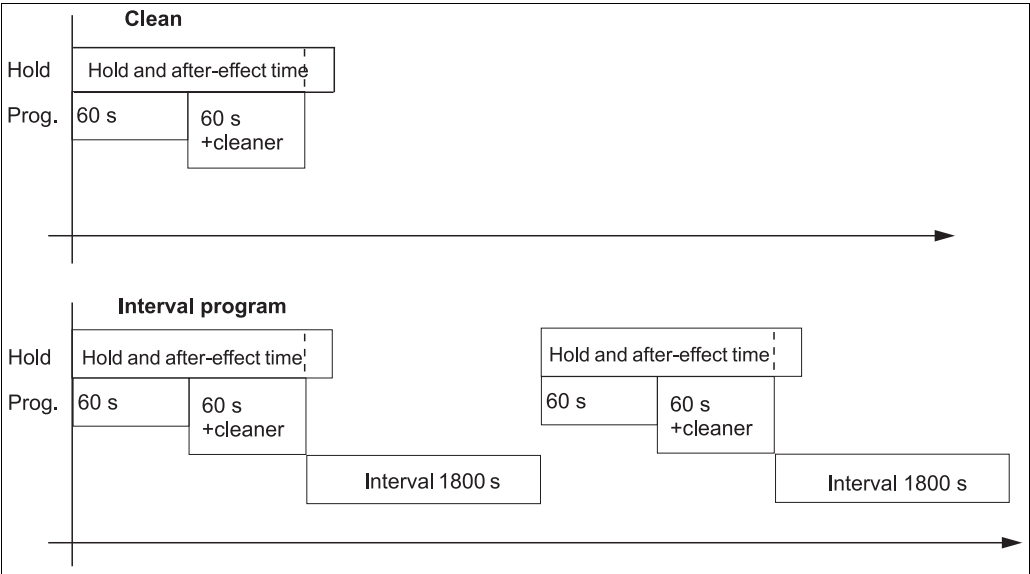 Clean
Hold
Hold and after-effect time
Prog.
60 s
60 s
+cleaner
Interval program
Hold
Hold and after-effect time
Hold and after-effect time
Prog.
60 s
60 s
+cleaner
60 s
60 s
+cleaner
Interval 1800 s
Interval 1800 s